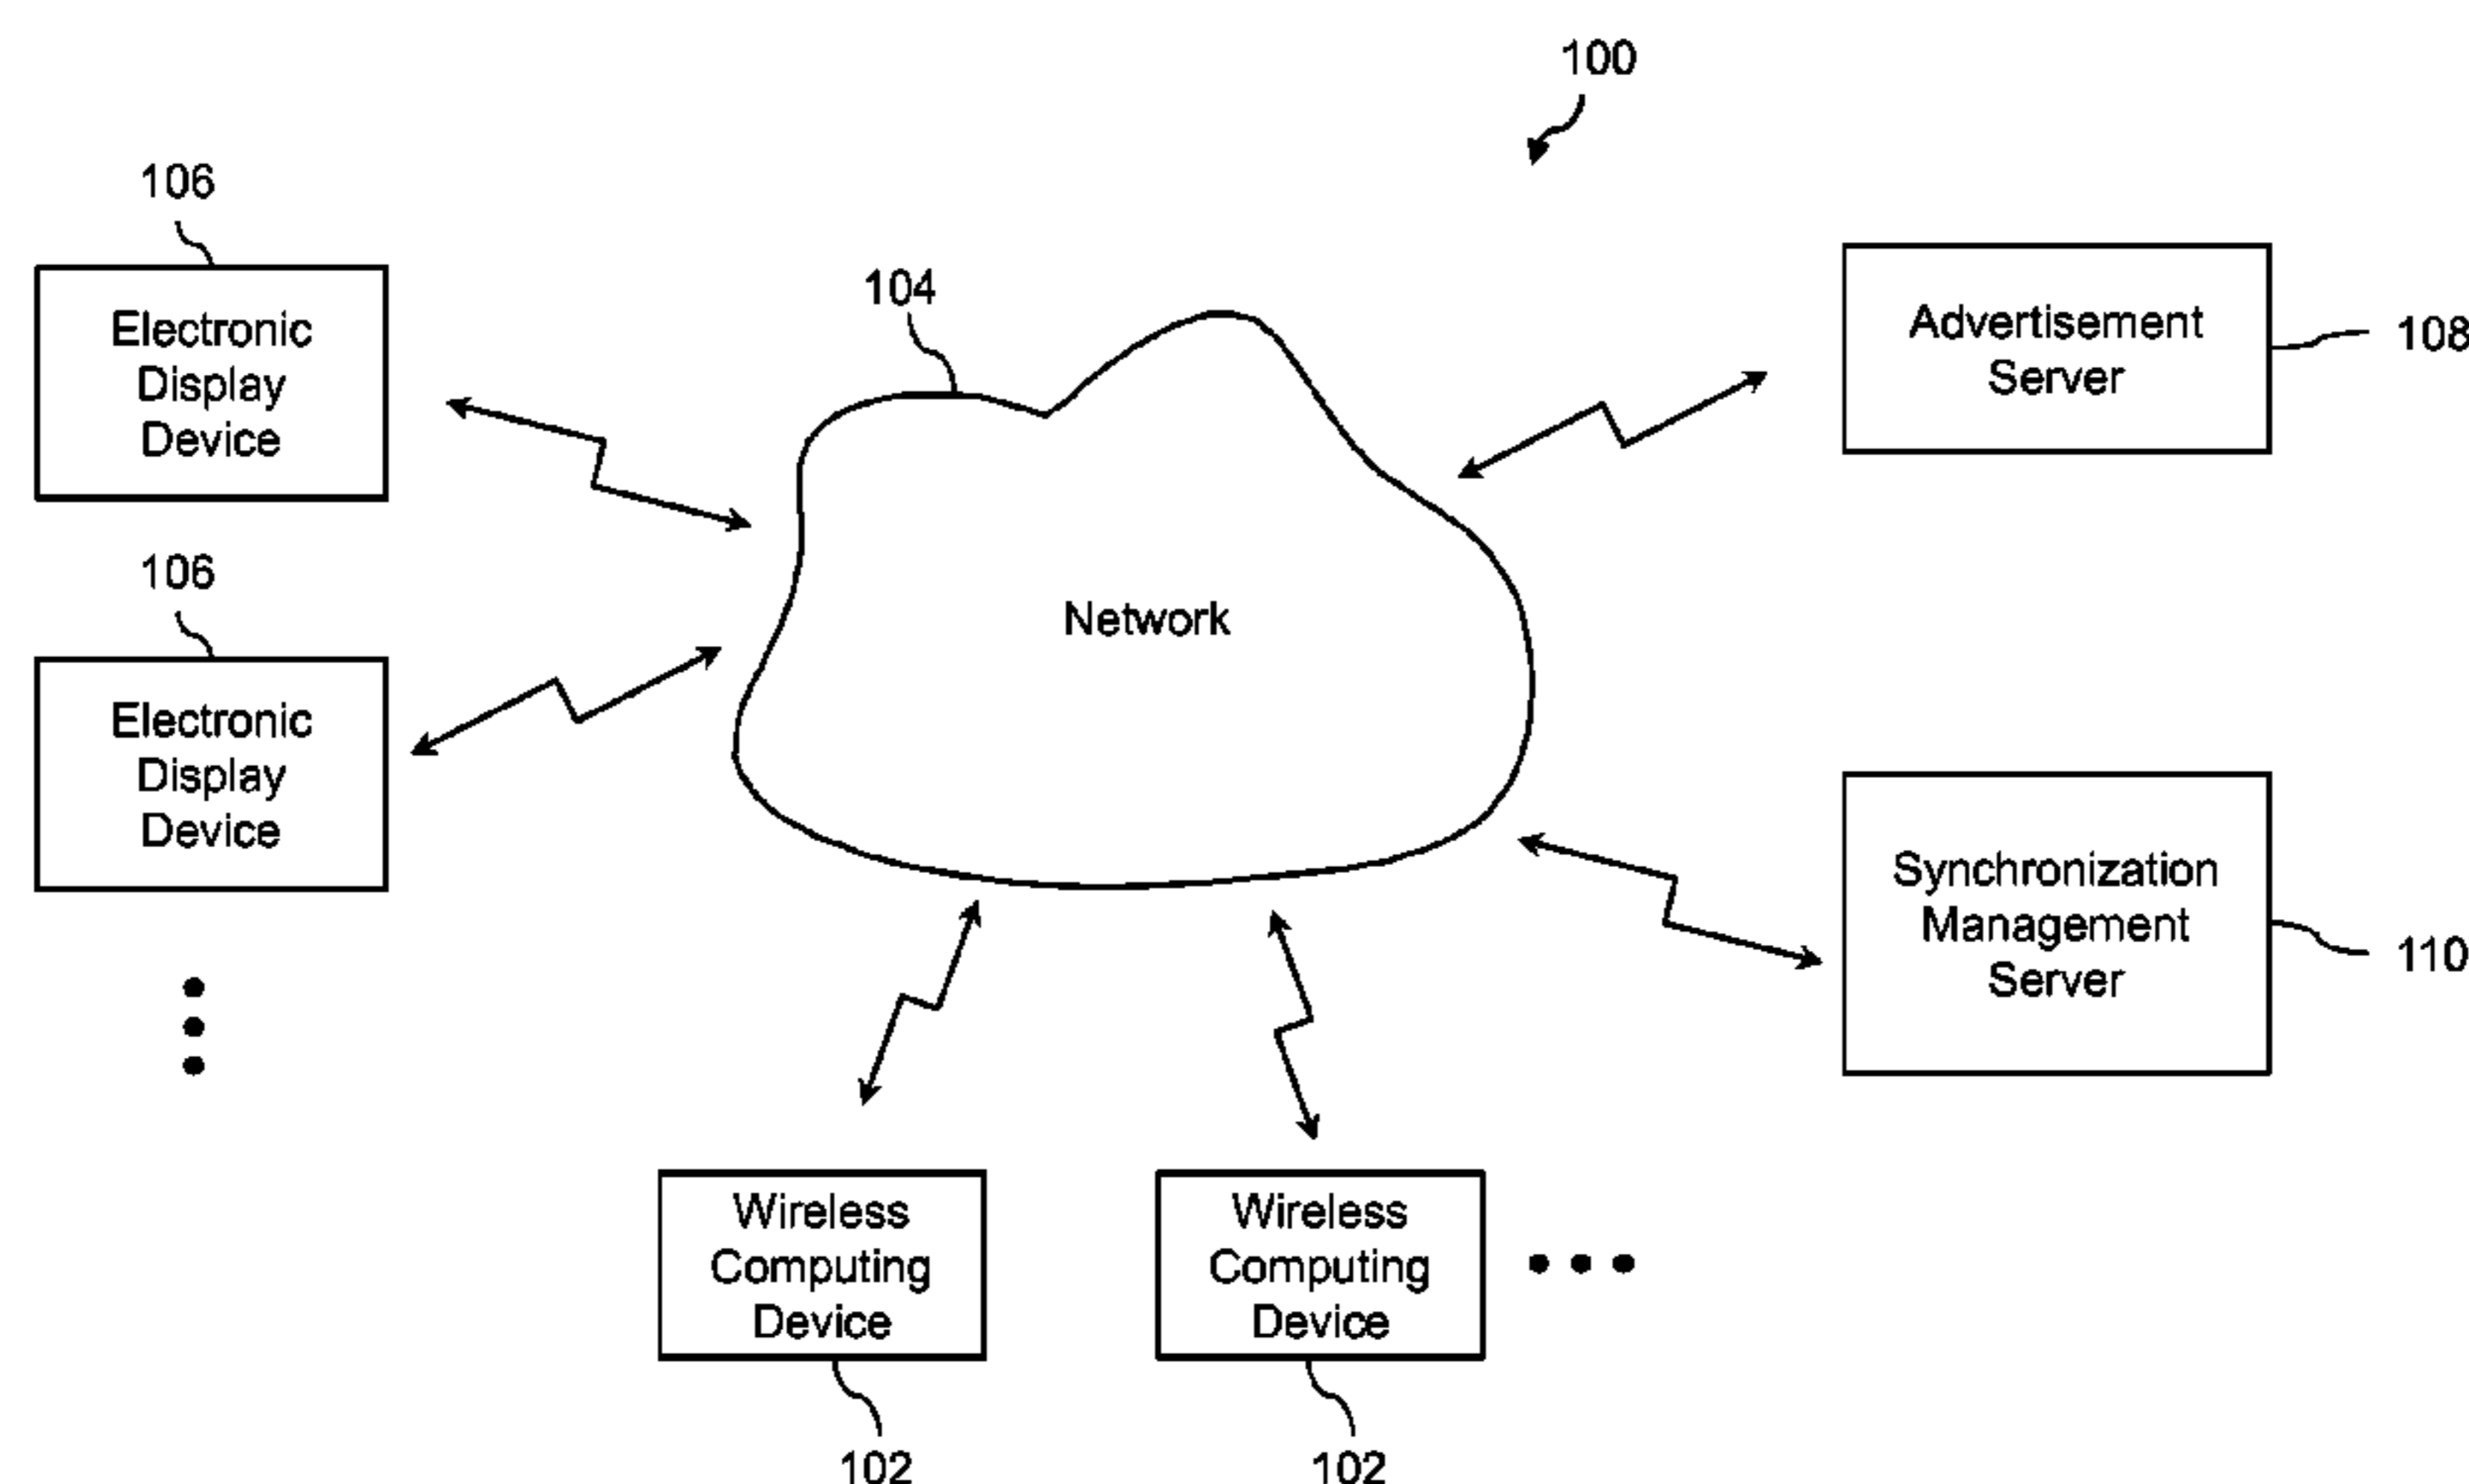 100
106
Electronic
Display
Device
104
Advertisement
Server
108
Network
106
Electronic
Display
Device
Synchronization
Management
Server
110
Wireless
Computing
Device
102
Wireless
Computing
Device
102